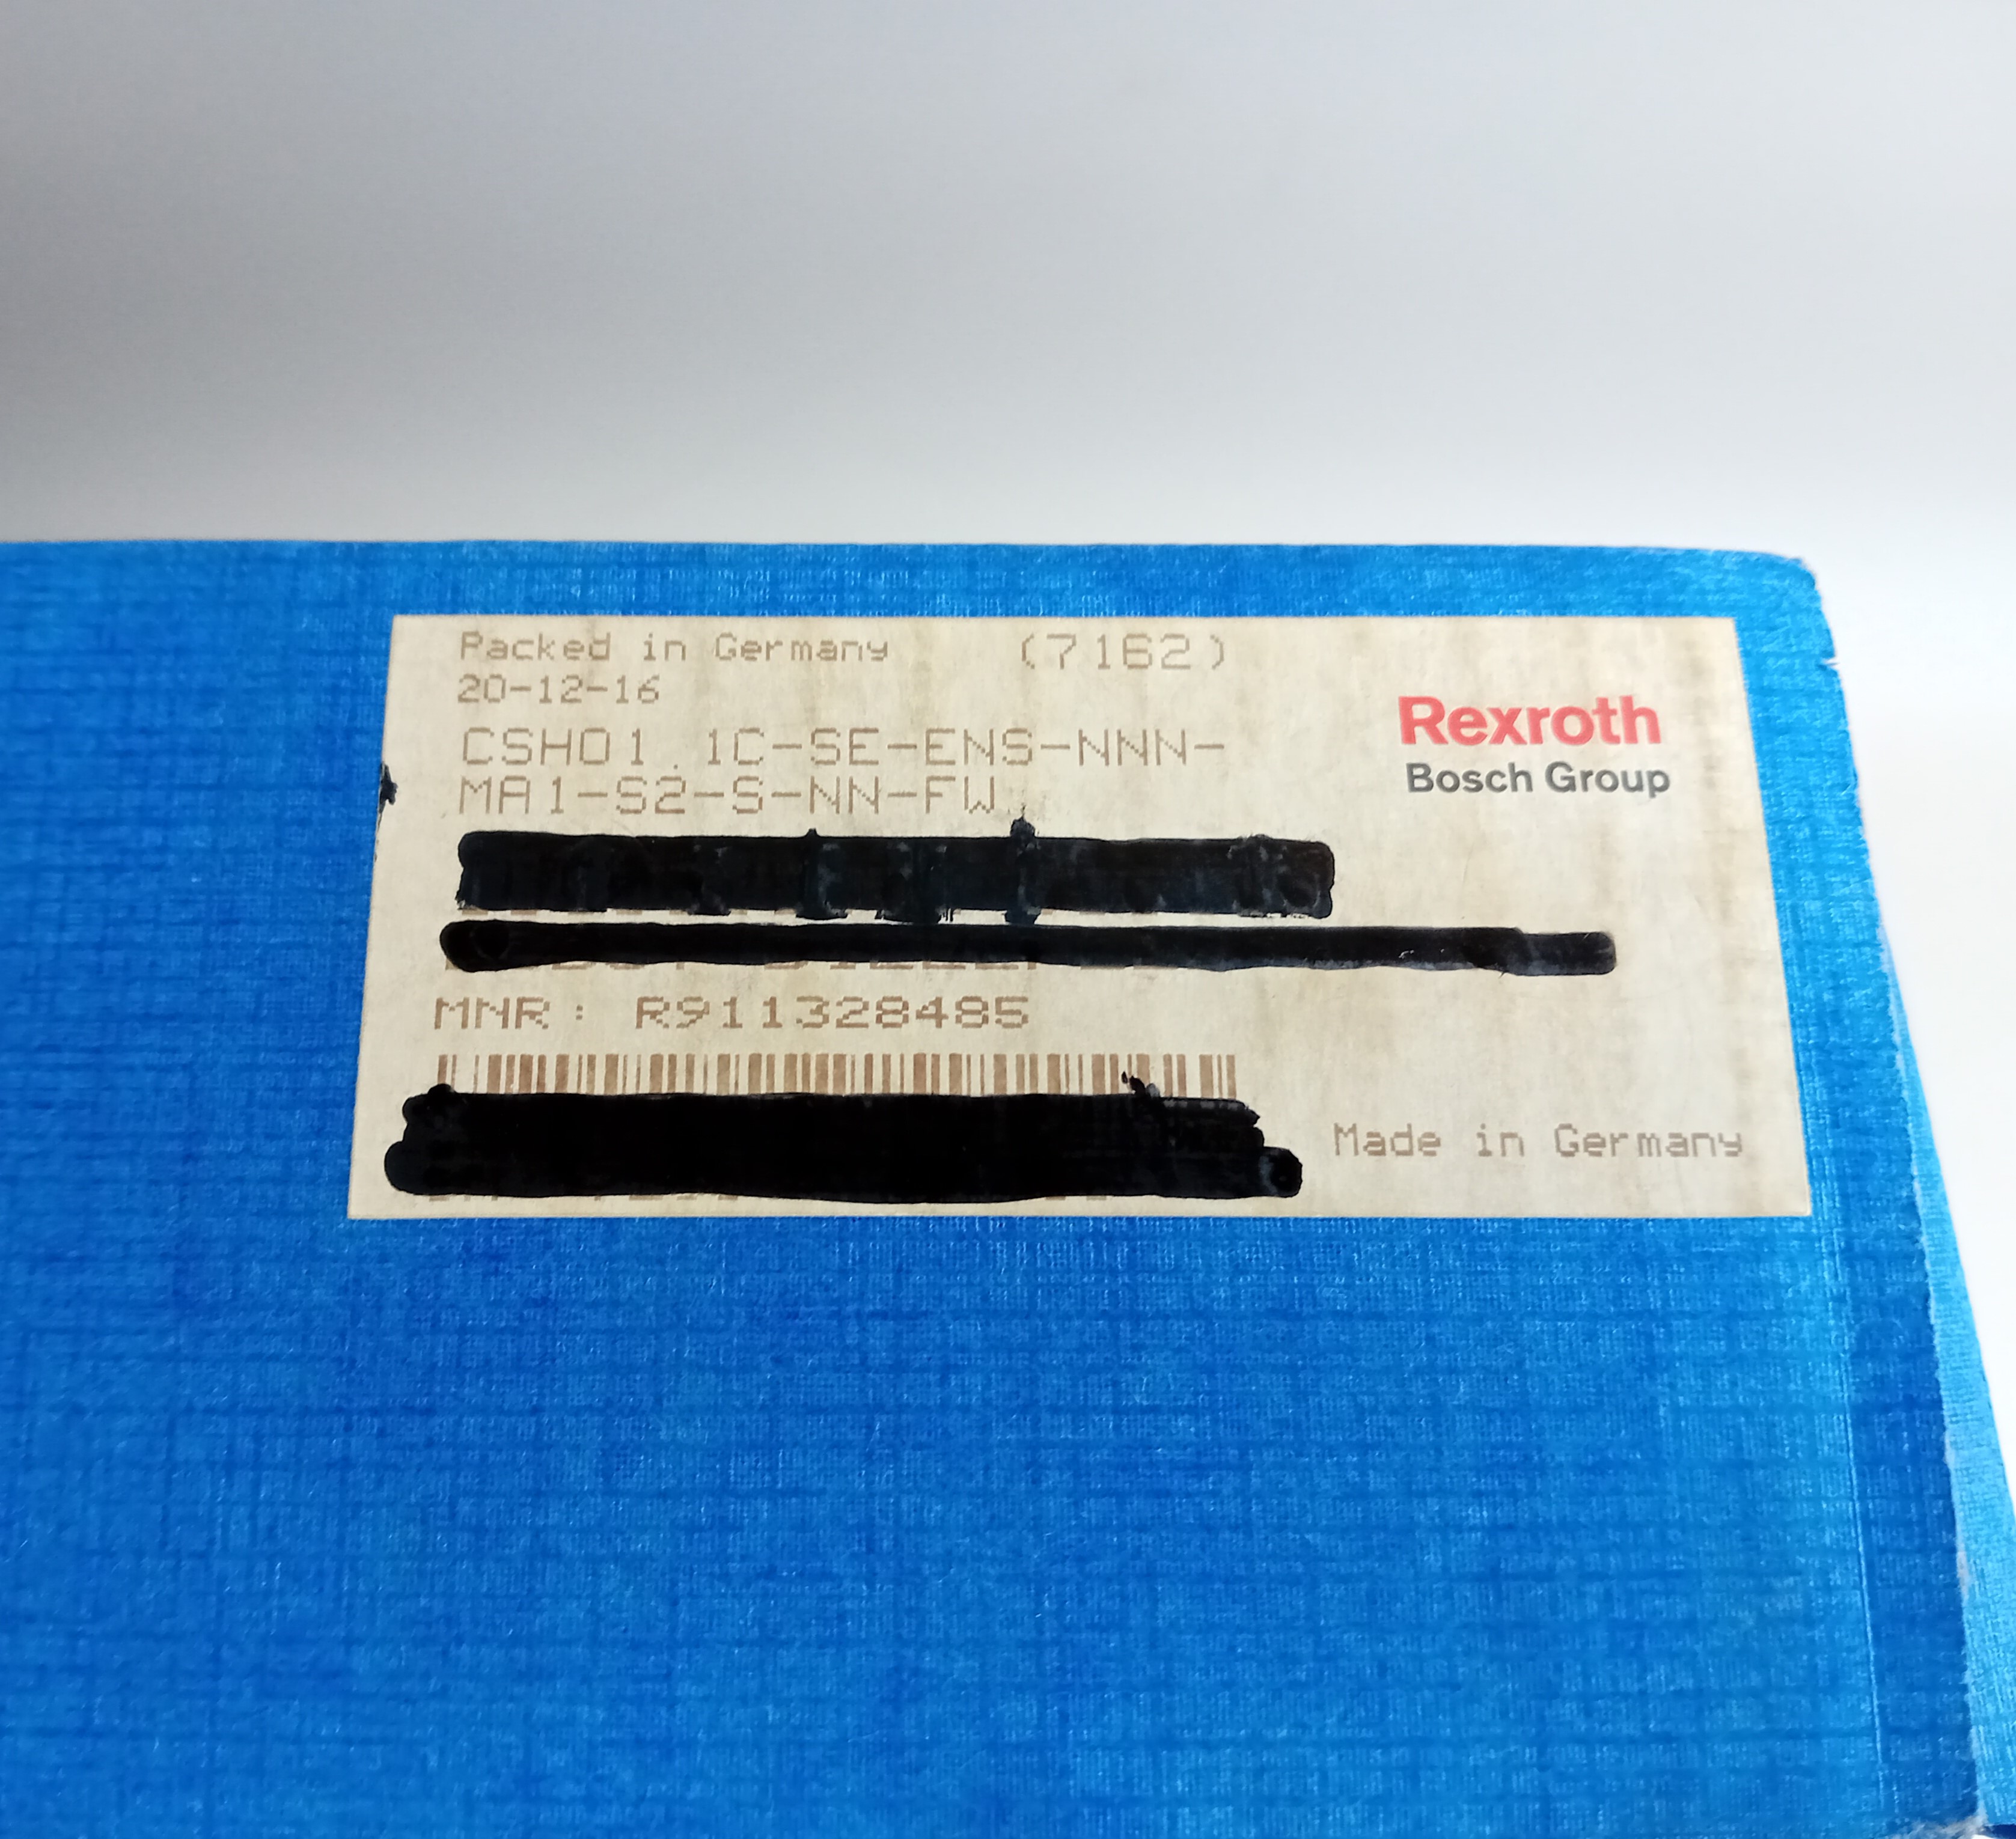 Packed in Germany (7162)
20-12-16
CSH01.1C-SE-ENS-NNN-
MA1-S2-S-NN-FW
Rexroth
Bosch Group
MNR: R911328485
Made in Germany